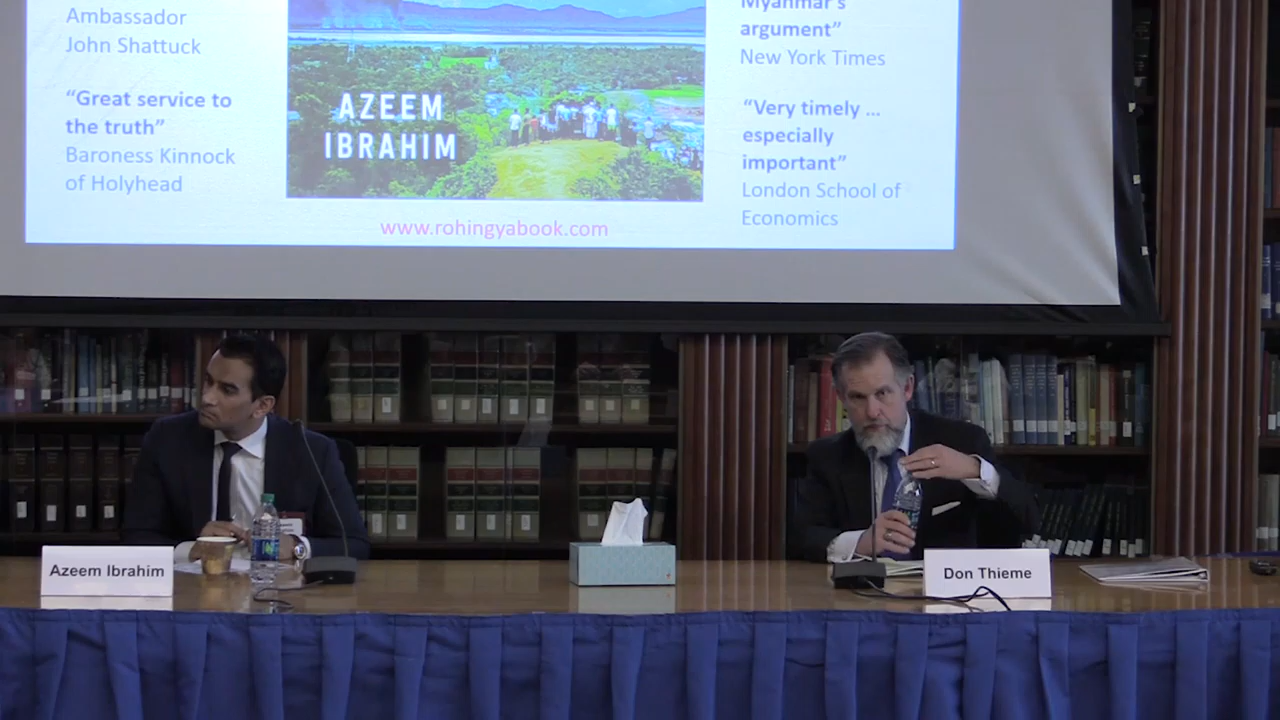 Ambassador
John Shattuck
"Great service to
the truth"
Baroness Kinnock
of Holyhead
AZEEM
IBRAHIM
www.rohingyabook.com
Myanmar's
argument"
New York Times
"Very timely ...
especially
important"
London School of
Economics
Azeem Ibrahim
Don Thieme